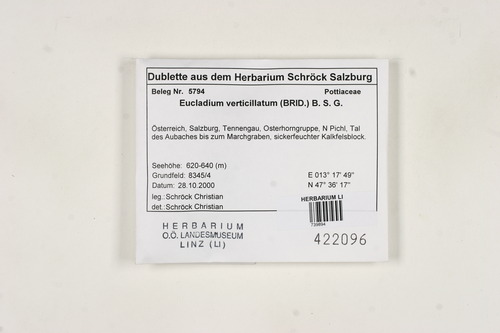 Dublette aus dem Herbarium Schröck Salzburg
Beleg Nr. 5794 Pottiaceae
Eucladium verticillatum (BRID.) B. S. G.
Österreich, Salzburg, Tennengau, Osterhorngruppe, N Pichl, Tal
des Aubaches bis zum Marchgraben, sickerfeuchter Kalkfelsblock.
Seehöhe: 620-640 (m)
Grundfeld: 8345/4 E 013° 17' 49"
Datum: 28.10.2000 N 47° 36' 17"
leg.: Schröck Christian
det.: Schröck Christian
HERBARIUM LI
HERBARIUM
O.Ö. LANDESMUSEUM
LINZ (LI)
422096